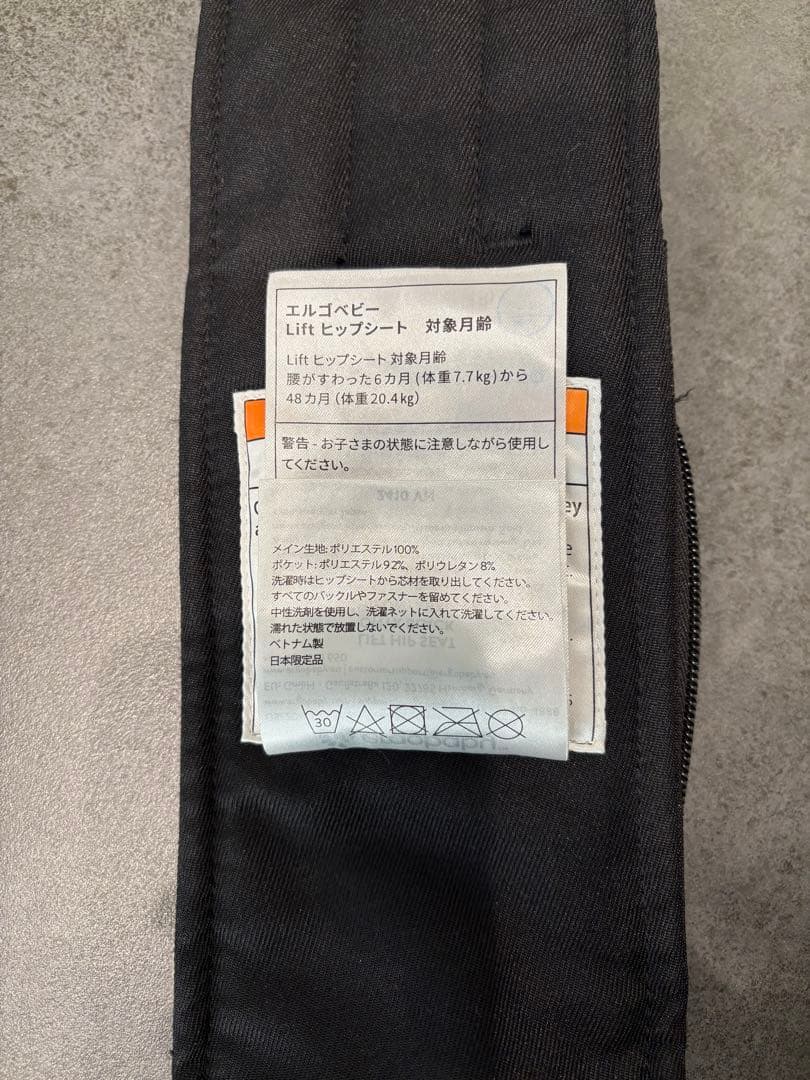 エルゴベビー
Lift ヒップシート 対象月齢
Lift ヒップシート 対象月齢
腰がすわった6カ月(体重7.7kg)から
48カ月(体重20.4kg)
警告 - お子さまの状態に注意しながら使用し
てください。
メイン生地: ポリエステル100%
ポケット: ポリエステル92%、ポリウレタン8%
洗濯時はヒップシートから芯材を取り出してください。
すべてのバックルやファスナーを留めてください。
中性洗剤を使用し、洗濯ネットに入れて洗濯してください。
濡れた状態で放置しないでください。
ベトナム製
日本限定品
30